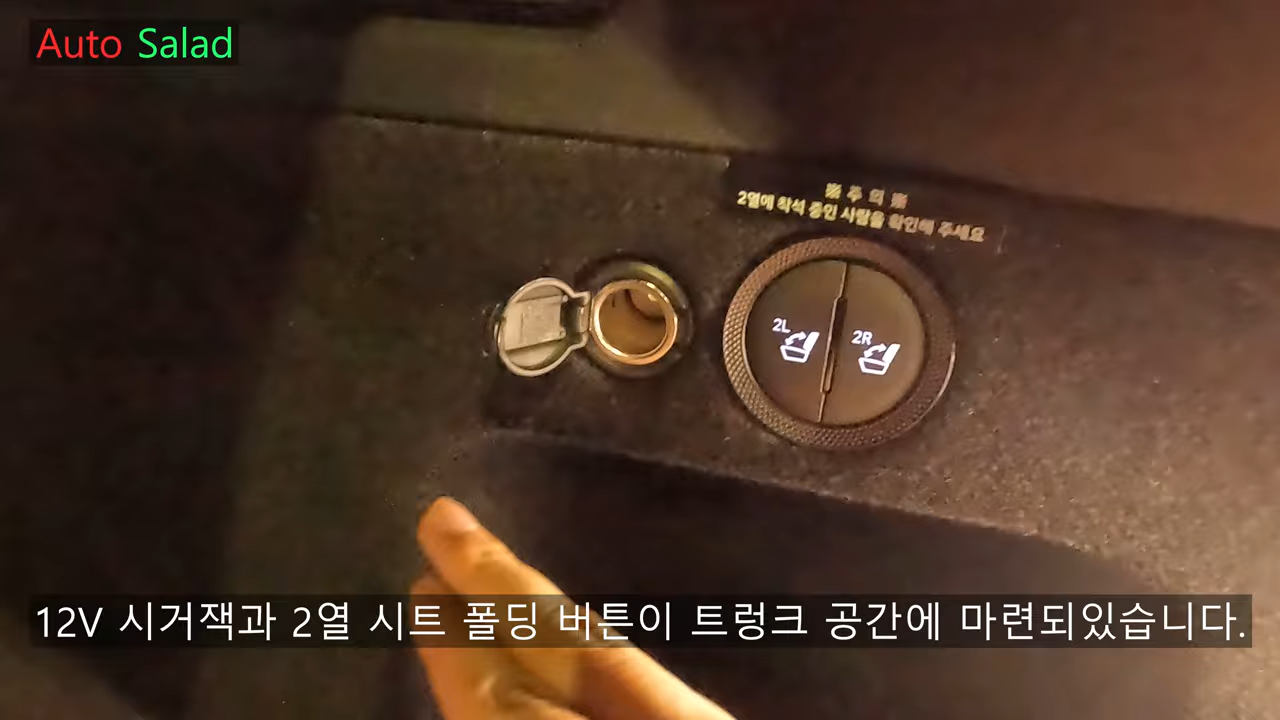 Auto Salad
※ 주 의 ※
2열에 착석 중인 사람을 확인해 주세요
2L
2R
12V 시거잭과 2열 시트 폴딩 버튼이 트렁크 공간에 마련되있습니다.